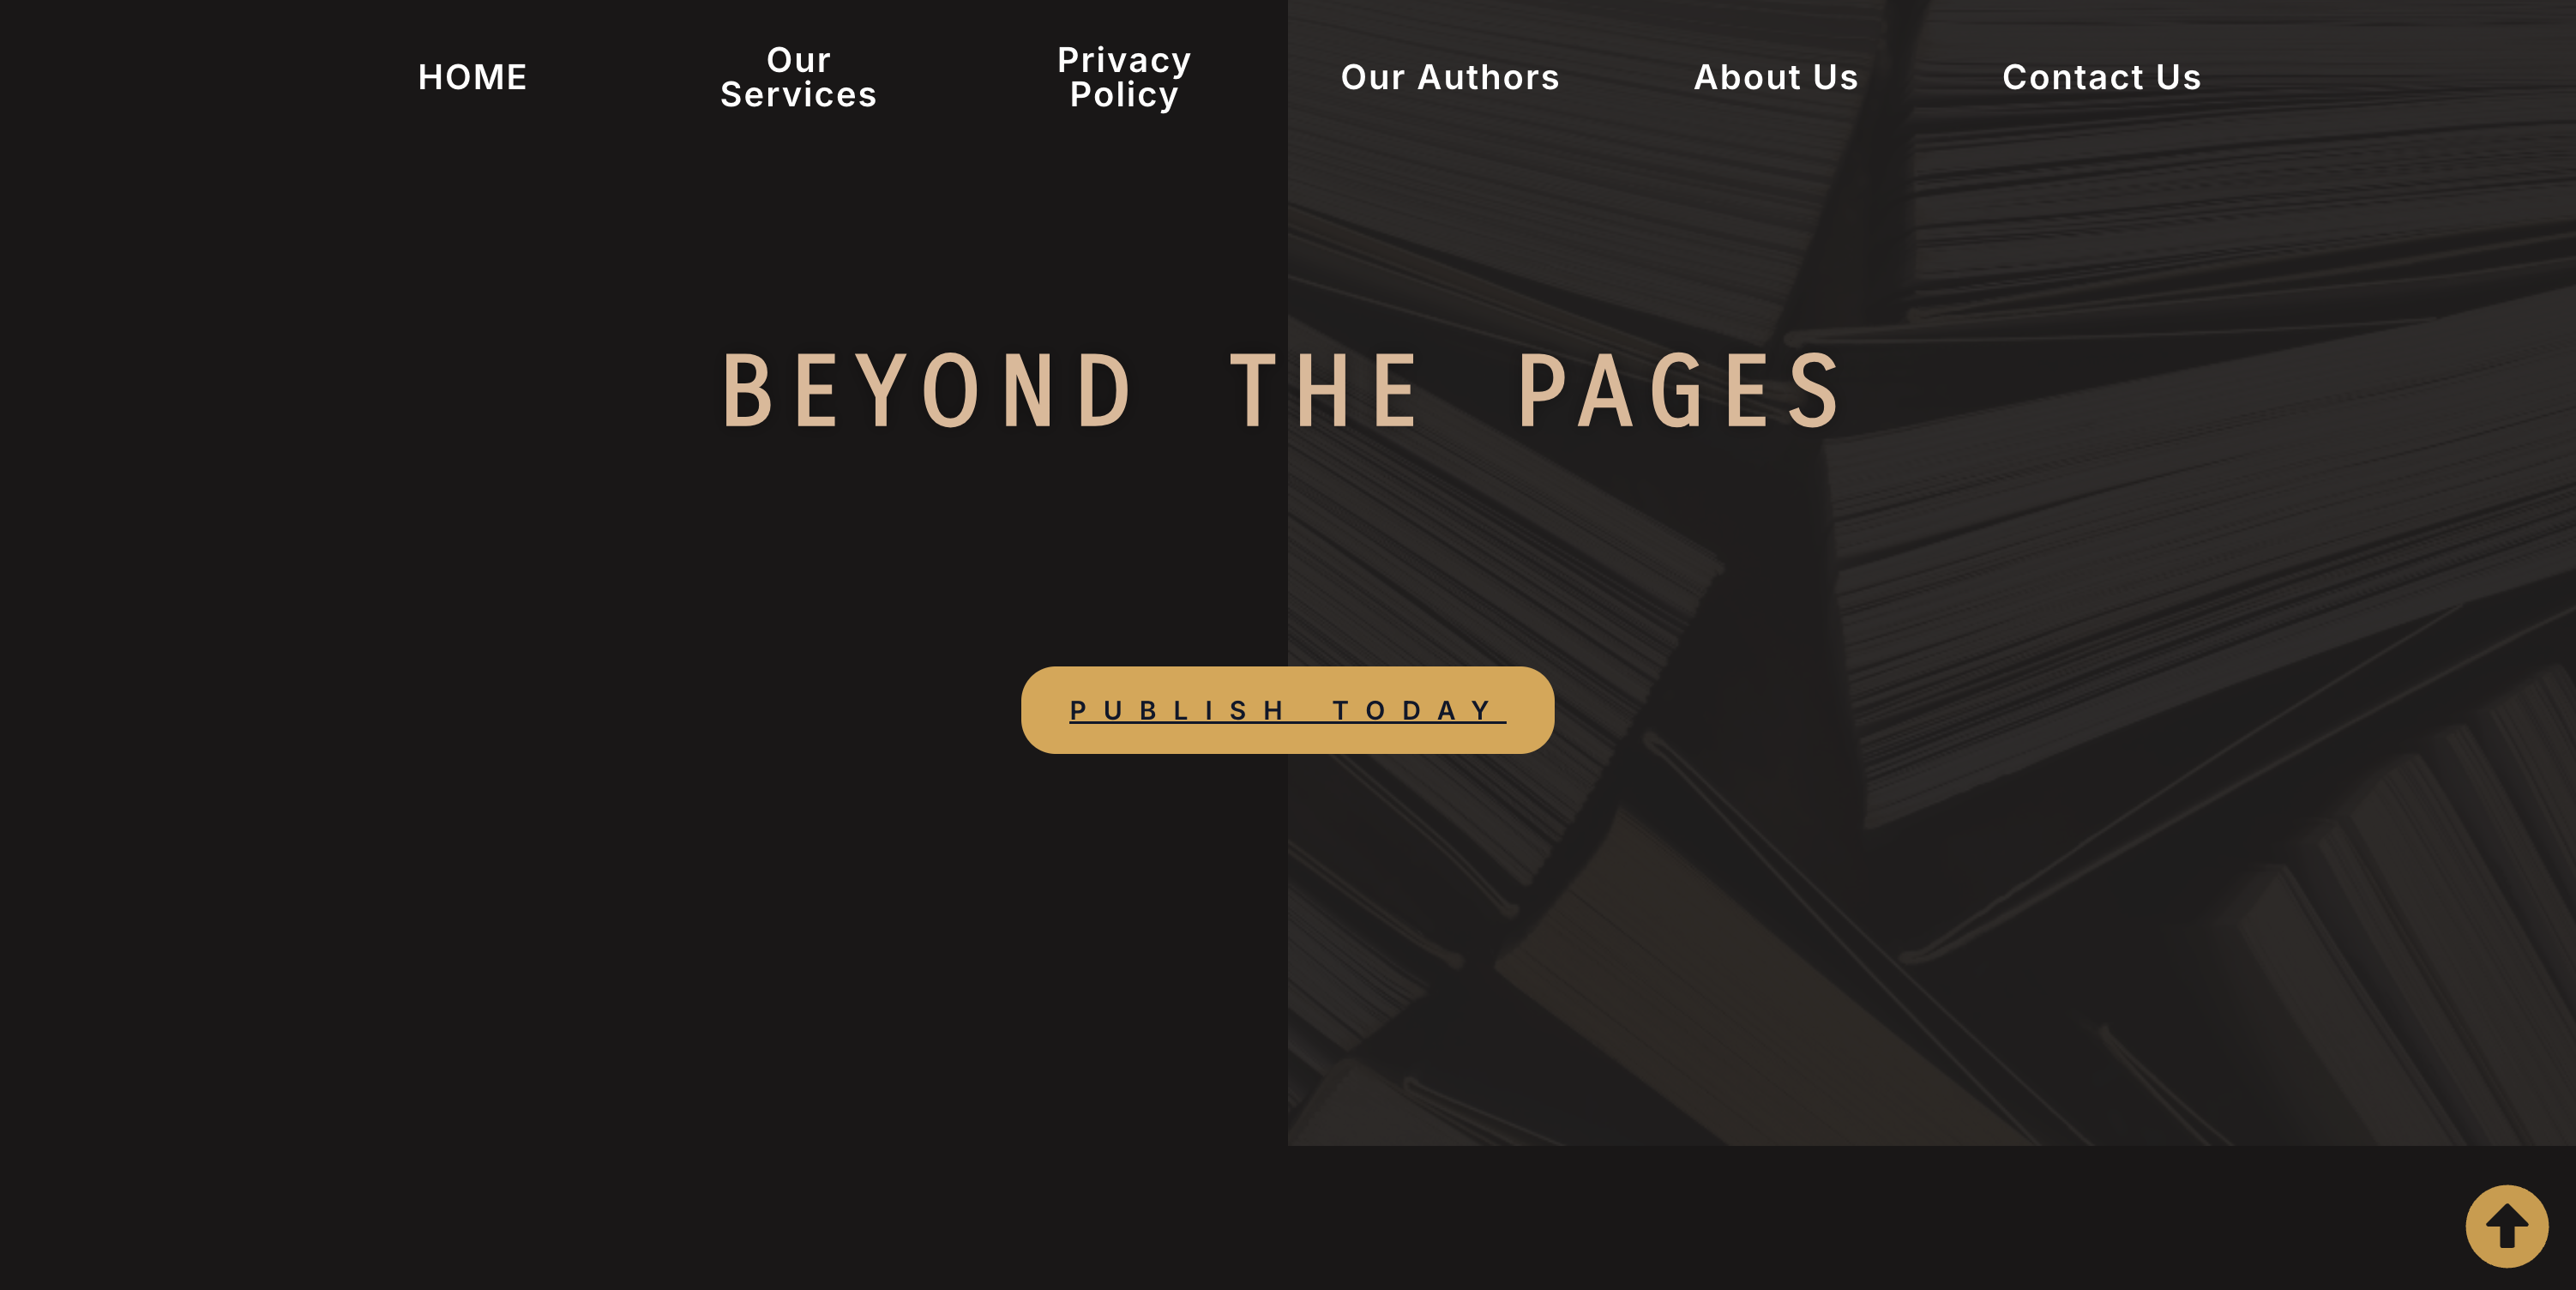 HOME
Our
Services
Privacy
Policy
Our Authors
About Us
Contact Us
BEYOND THE PAGES
PUBLISH TODAY